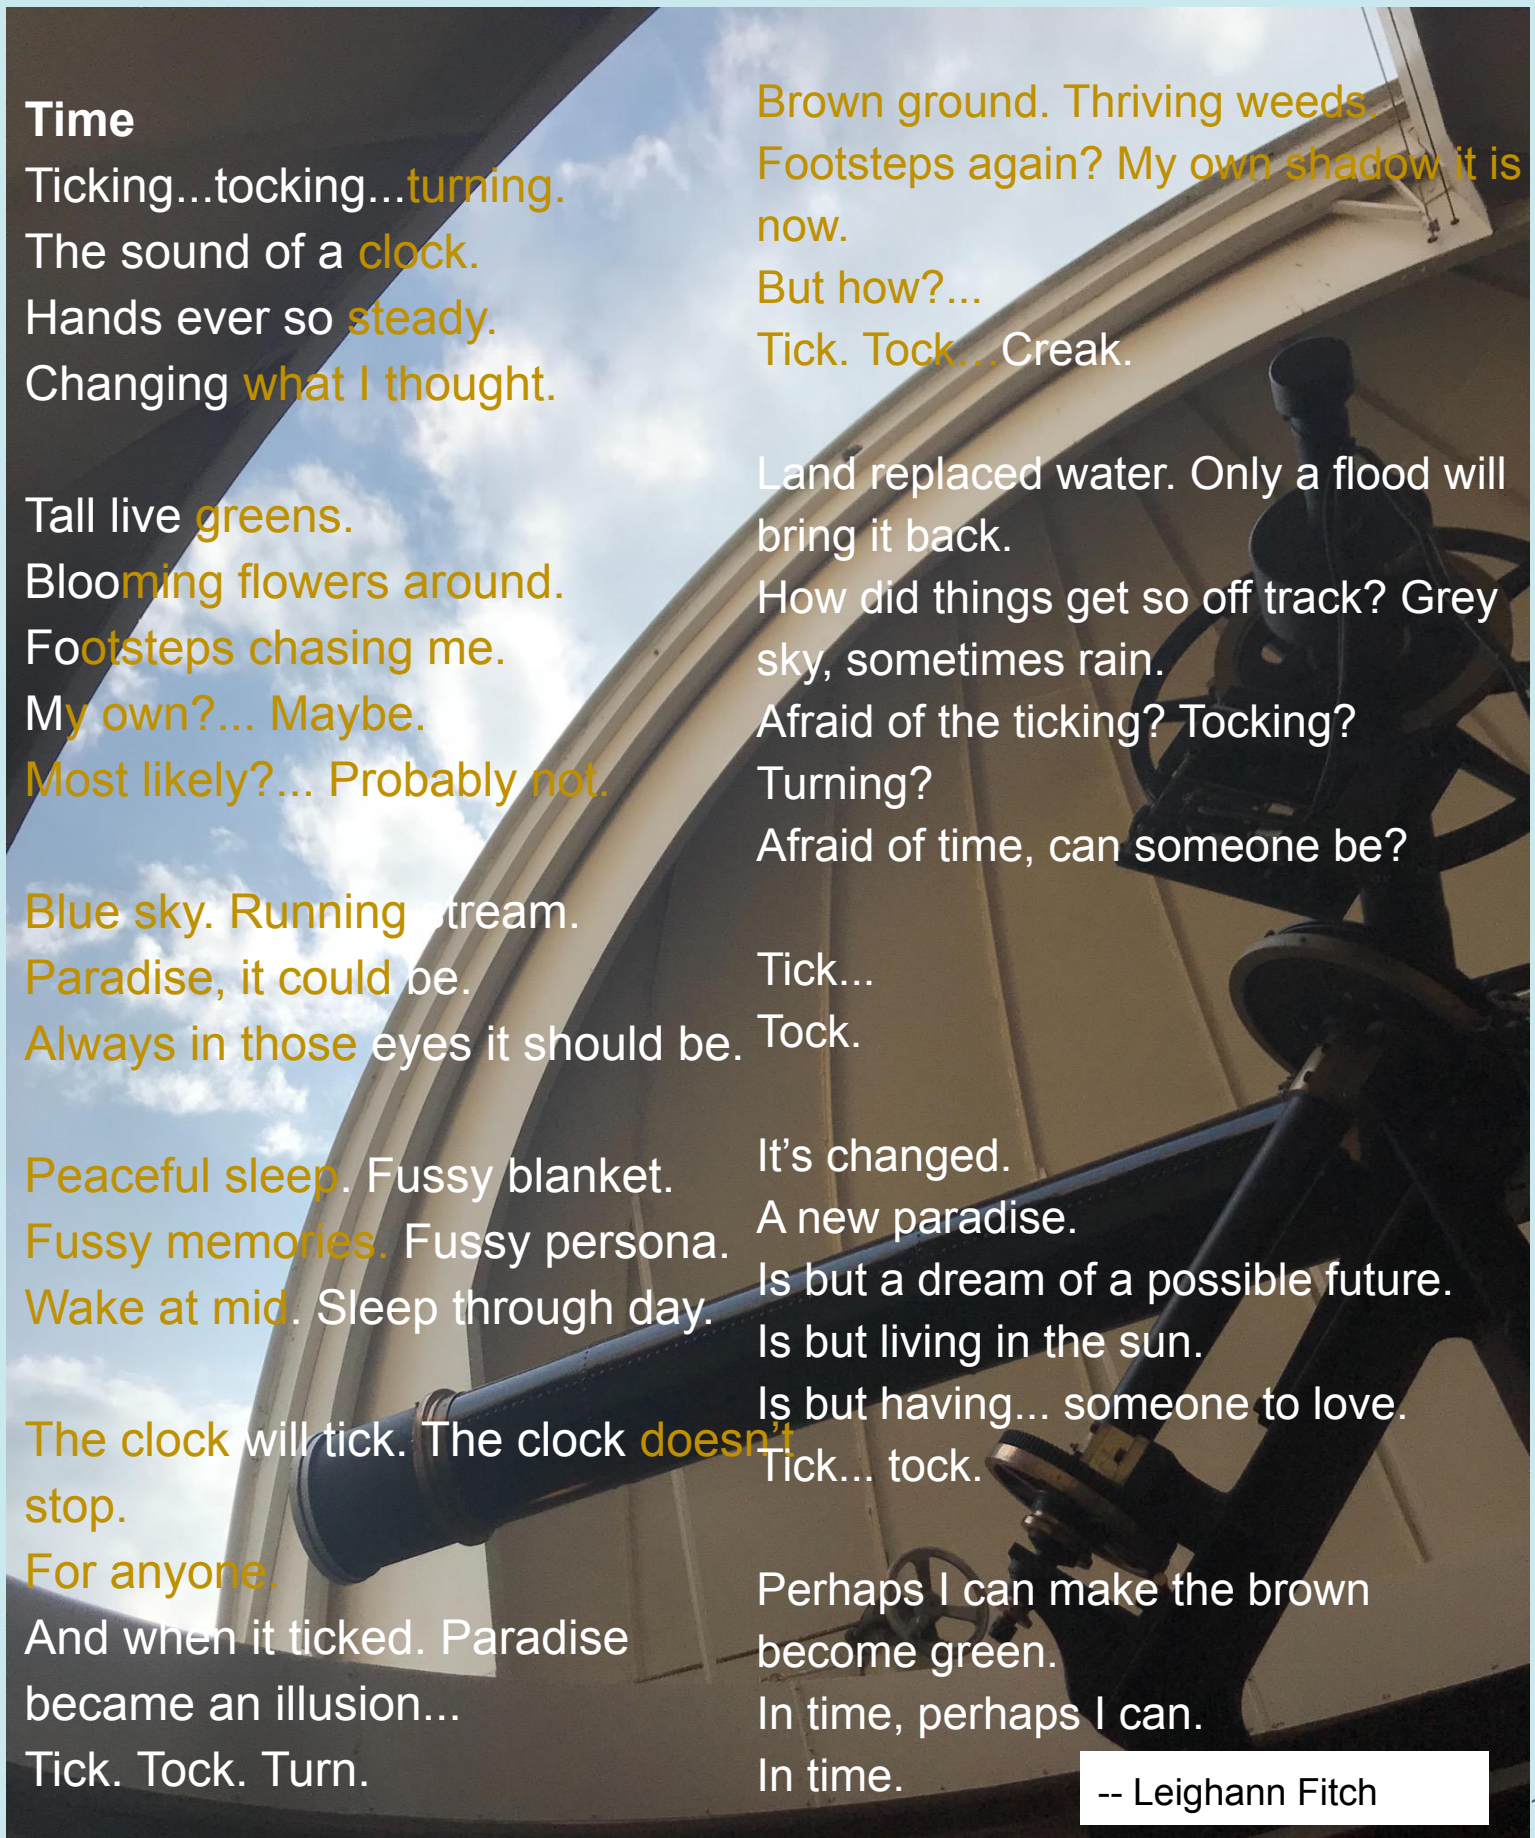 Time
Ticking...tocking...turning.
The sound of a clock.
Hands ever so steady.
Changing what I thought.
Tall live greens.
Blooming flowers around.
Footsteps chasing me.
My own?... Maybe.
Most likely?... Probably not.
Blue sky. Running stream.
Paradise, it could be.
Always in those eyes it should be.
Peaceful sleep. Fussy blanket.
Fussy memories. Fussy persona.
Wake at mid. Sleep through day.
The clock will tick. The clock doesn't
stop.
For anyone.
And when it ticked. Paradise
became an illusion...
Tick. Tock. Turn.
Brown ground. Thriving weeds.
Footsteps again? My own shadow it is
now.
But how?...
Tick. Tock...Creak.
Land replaced water. Only a flood will
bring it back.
How did things get so off track? Grey
sky, sometimes rain.
Afraid of the ticking? Tocking?
Turning?
Afraid of time, can someone be?
Tick...
Tock.
It’s changed.
A new paradise.
Is but a dream of a possible future.
Is but living in the sun.
Is but having... someone to love.
Tick... tock.
Perhaps I can make the brown
become green.
In time, perhaps I can.
In time.
-- Leighann Fitch